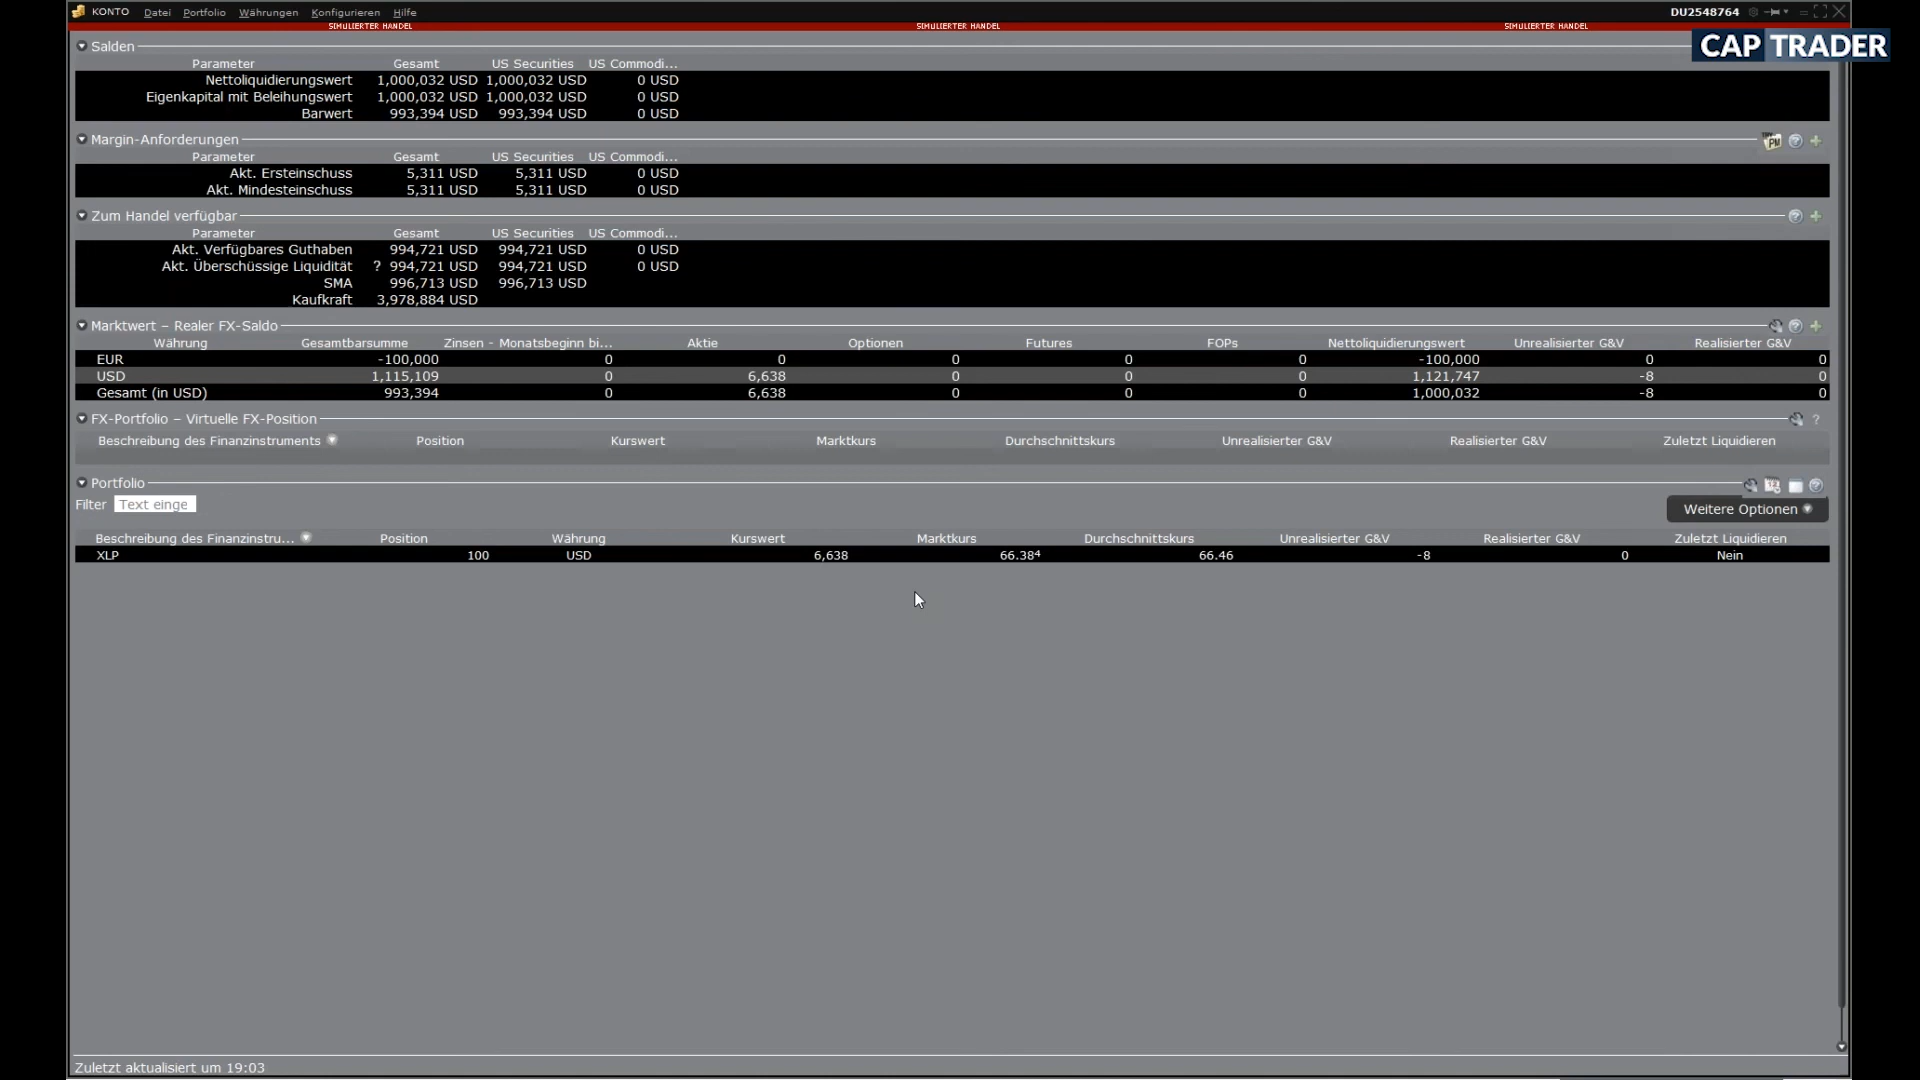 KONTO Datei Portfolio Währungen Konfigurieren Hilfe DU2548764
SIMULIERTER HANDEL SIMULIERTER HANDEL SIMULIERTER HANDEL
CAP TRADER
Salden
Parameter Gesamt US Securities US Commodi...
Nettoliquidierungswert 1,000,032 USD 1,000,032 USD 0 USD
Eigenkapital mit Beleihungswert 1,000,032 USD 1,000,032 USD 0 USD
Barwert 993,394 USD 993,394 USD 0 USD
Margin-Anforderungen
Parameter Gesamt US Securities US Commodi...
Akt. Ersteinschuss 5,311 USD 5,311 USD 0 USD
Akt. Mindesteinschuss 5,311 USD 5,311 USD 0 USD
Zum Handel verfügbar
Parameter Gesamt US Securities US Commodi...
Akt. Verfügbares Guthaben 994,721 USD 994,721 USD 0 USD
Akt. Überschüssige Liquidität ? 994,721 USD 994,721 USD 0 USD
SMA 996,713 USD 996,713 USD
Kaufkraft 3,978,884 USD
Marktwert – Realer FX-Saldo
Währung Gesamtbarsumme Zinsen - Monatsbeginn bi... Aktie Optionen Futures FOPs Nettoliquidierungswert Unrealisierter G&V Realisierter G&V
EUR -100,000 0 0 0 0 0 -100,000 0 0
USD 1,115,109 0 6,638 0 0 0 1,121,747 -8 0
Gesamt (in USD) 993,394 0 6,638 0 0 0 1,000,032 -8 0
FX-Portfolio – Virtuelle FX-Position
Beschreibung des Finanzinstruments Position Kurswert Marktkurs Durchschnittskurs Unrealisierter G&V Realisierter G&V Zuletzt Liquidieren
Portfolio
Filter Text einge
Weitere Optionen
Beschreibung des Finanzinstru... Position Währung Kurswert Marktkurs Durchschnittskurs Unrealisierter G&V Realisierter G&V Zuletzt Liquidieren
XLP 100 USD 6,638 66.38⁴ 66.46 -8 0 Nein
Zuletzt aktualisiert um 19:03